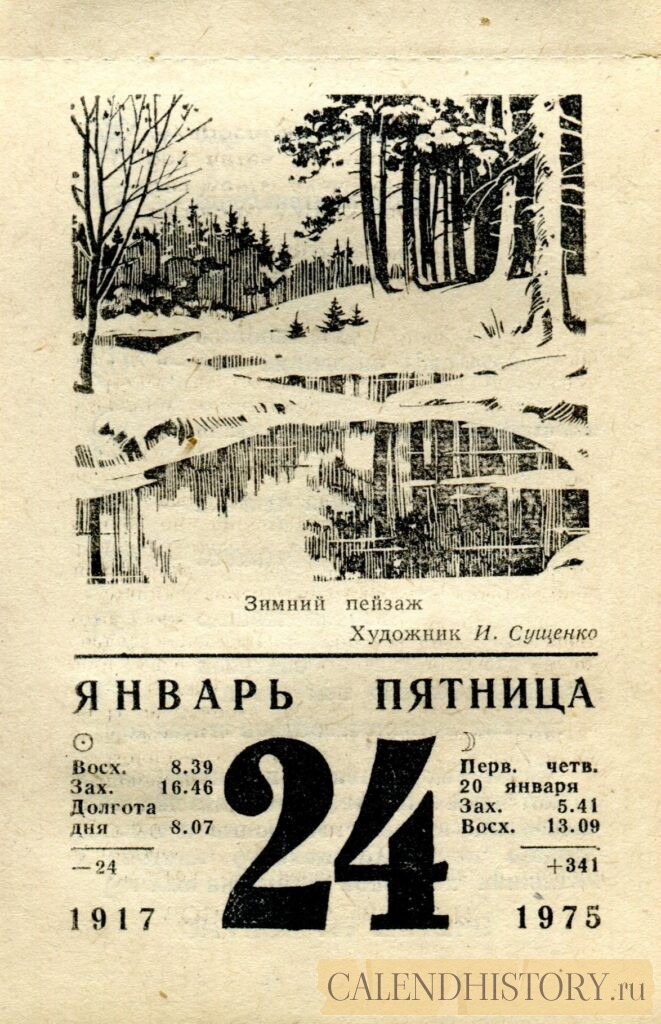 Зимний пейзаж
Художник И. Сущенко
ЯНВАРЬ ПЯТНИЦА
24
Восх. 8.39
Зах. 16.46
Долгота
дня 8.07
—24
Перв. четв.
20 января
Зах. 5.41
Восх. 13.09
+341
1917 1975
CALENDHISTORY.ru